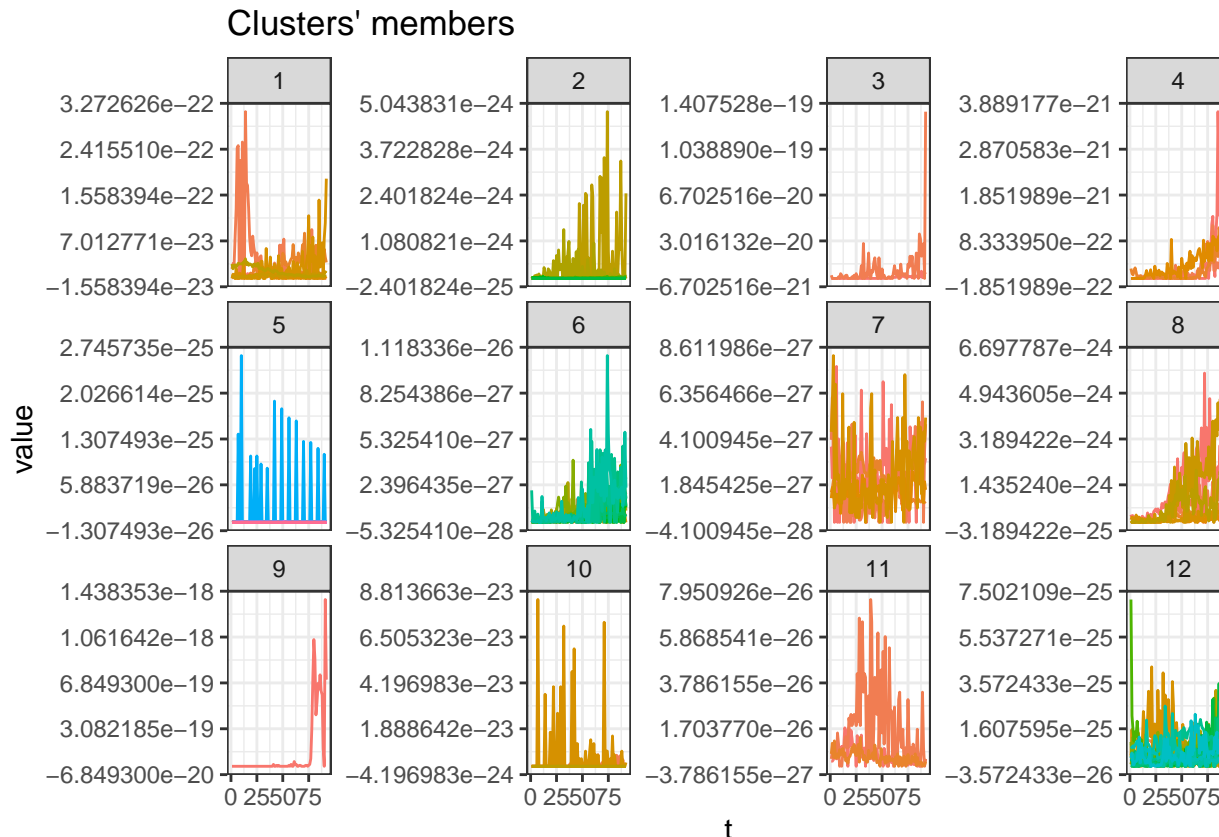 Clusters' members
1
2
3
4
3.272626e−22
2.415510e−22
1.558394e−22
7.012771e−23
−1.558394e−23
5.043831e−24
3.722828e−24
2.401824e−24
1.080821e−24
−2.401824e−25
1.407528e−19
1.038890e−19
6.702516e−20
3.016132e−20
−6.702516e−21
3.889177e−21
2.870583e−21
1.851989e−21
8.333950e−22
−1.851989e−22
5
6
7
8
2.745735e−25
2.026614e−25
1.307493e−25
5.883719e−26
−1.307493e−26
1.118336e−26
8.254386e−27
5.325410e−27
2.396435e−27
−5.325410e−28
8.611986e−27
6.356466e−27
4.100945e−27
1.845425e−27
−4.100945e−28
6.697787e−24
4.943605e−24
3.189422e−24
1.435240e−24
−3.189422e−25
value
9
10
11
12
1.438353e−18
1.061642e−18
6.849300e−19
3.082185e−19
−6.849300e−20
8.813663e−23
6.505323e−23
4.196983e−23
1.888642e−23
−4.196983e−24
7.950926e−26
5.868541e−26
3.786155e−26
1.703770e−26
−3.786155e−27
7.502109e−25
5.537271e−25
3.572433e−25
1.607595e−25
−3.572433e−26
0 255075
0 255075
0 255075
0 255075
t